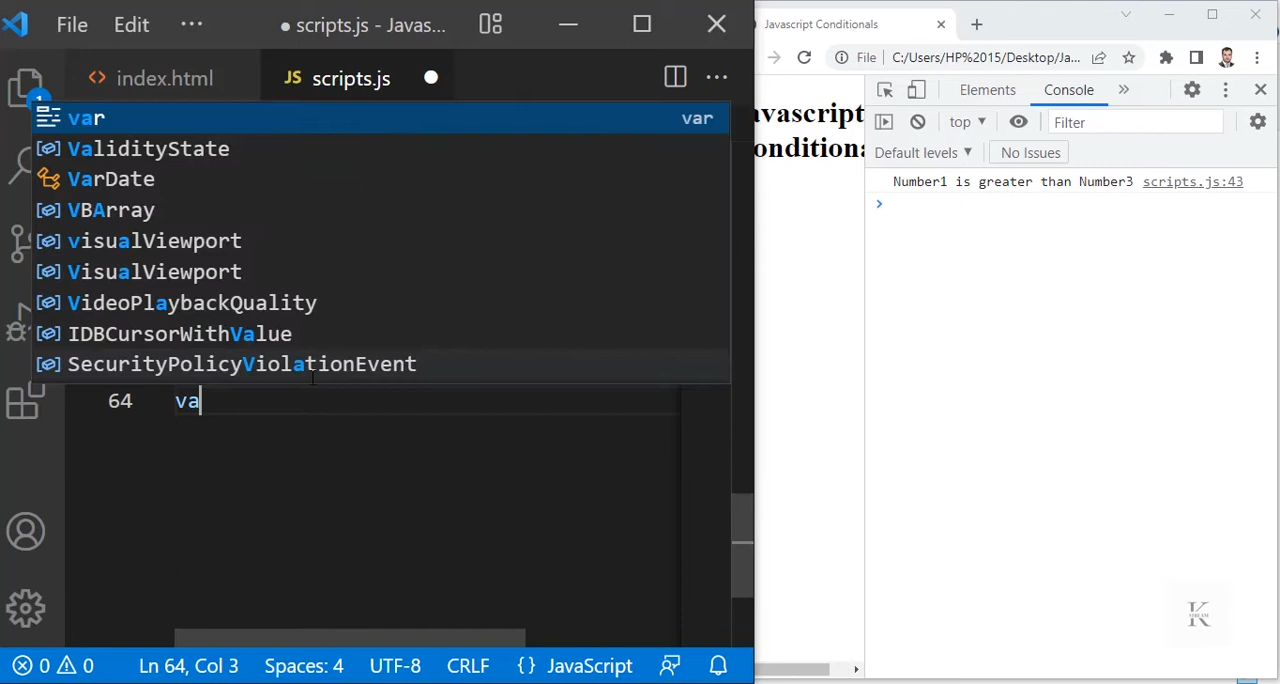 File Edit ... ● scripts.js - Javas...
<> index.html JS scripts.js ● ...
1
var var
ValidityState
VarDate
VBArray
visualViewport
VisualViewport
VideoPlaybackQuality
IDBCursorWithValue
SecurityPolicyViolationEvent
64 va
0 0 Ln 64, Col 3 Spaces: 4 UTF-8 CRLF {} JavaScript
Javascript Conditionals
File C:/Users/HP%2015/Desktop/Ja...
Javascript
onditiona
Elements Console
top Filter
Default levels No Issues
Number1 is greater than Number3 scripts.js:43
K